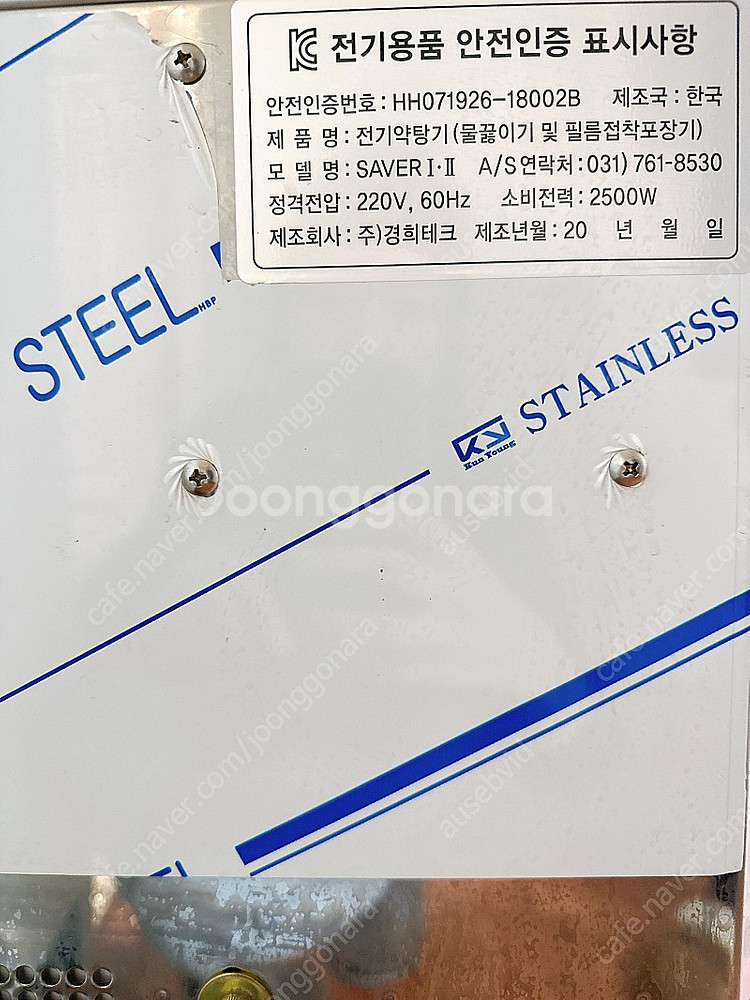 KC 전기용품 안전인증 표시사항
안전인증번호 : HH071926-18002B 제조국 : 한국
제 품 명 : 전기약탕기 (물끓이기 및 필름접착포장기)
모 델 명 : SAVER I·II A/S연락처 : 031) 761-8530
정격전압 : 220V, 60Hz 소비전력 : 2500W
제조회사 : 주)경희테크 제조년월 : 20 년 월 일
STEEL HBP
KY STAINLESS
Kun Young
Joonggonara
cafe.naver.com/joonggonara